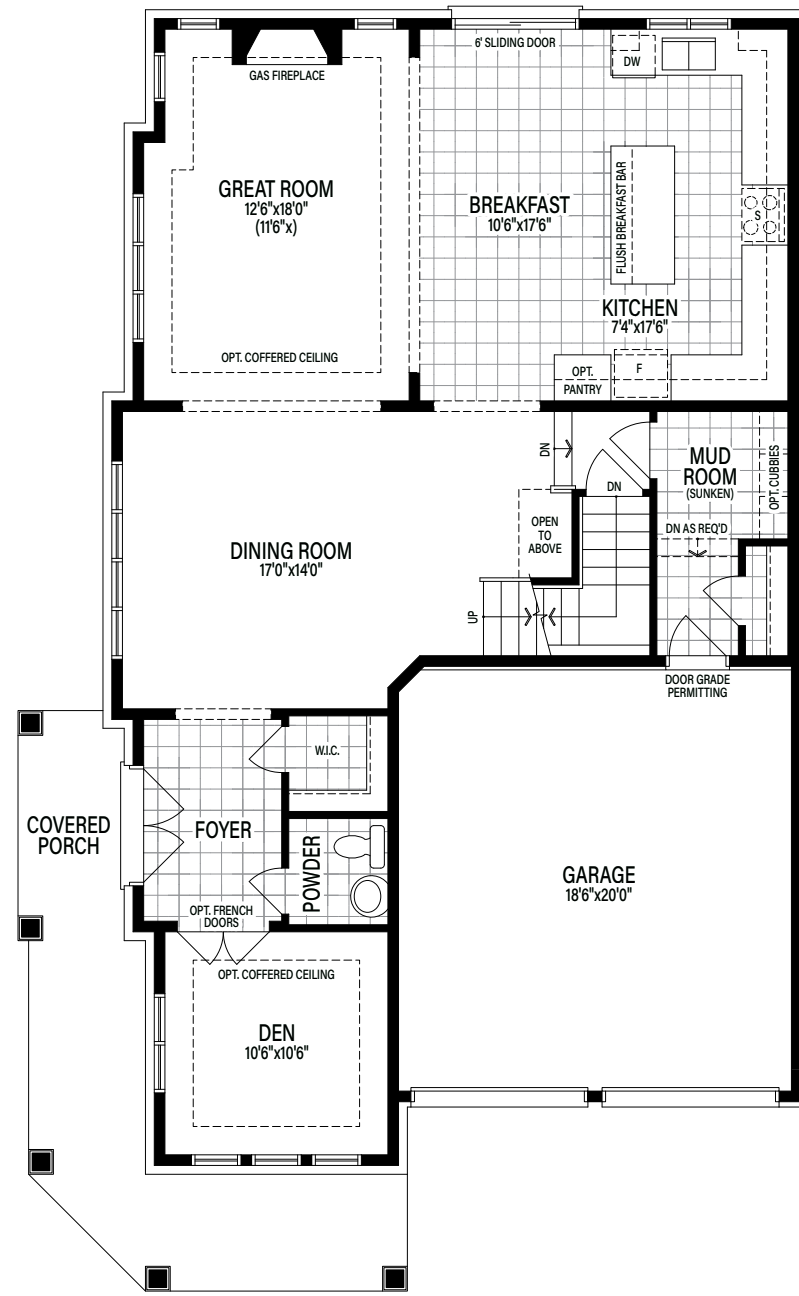 6' SLIDING DOOR
DW
GAS FIREPLACE
GREAT ROOM
12'6"x18'0"
(11'6"x)
BREAKFAST
10'6"x17'6"
FLUSH BREAKFAST BAR
S
KITCHEN
7'4"x17'6"
OPT. COFFERED CEILING
OPT.
PANTRY
F
DN
DN
MUD
ROOM
(SUNKEN)
OPT. CUBBIES
OPEN
TO
ABOVE
DN AS REQ'D
DINING ROOM
17'0"x14'0"
UP
DOOR GRADE
PERMITTING
W.I.C.
COVERED
PORCH
FOYER
POWDER
GARAGE
18'6"x20'0"
OPT. FRENCH
DOORS
OPT. COFFERED CEILING
DEN
10'6"x10'6"